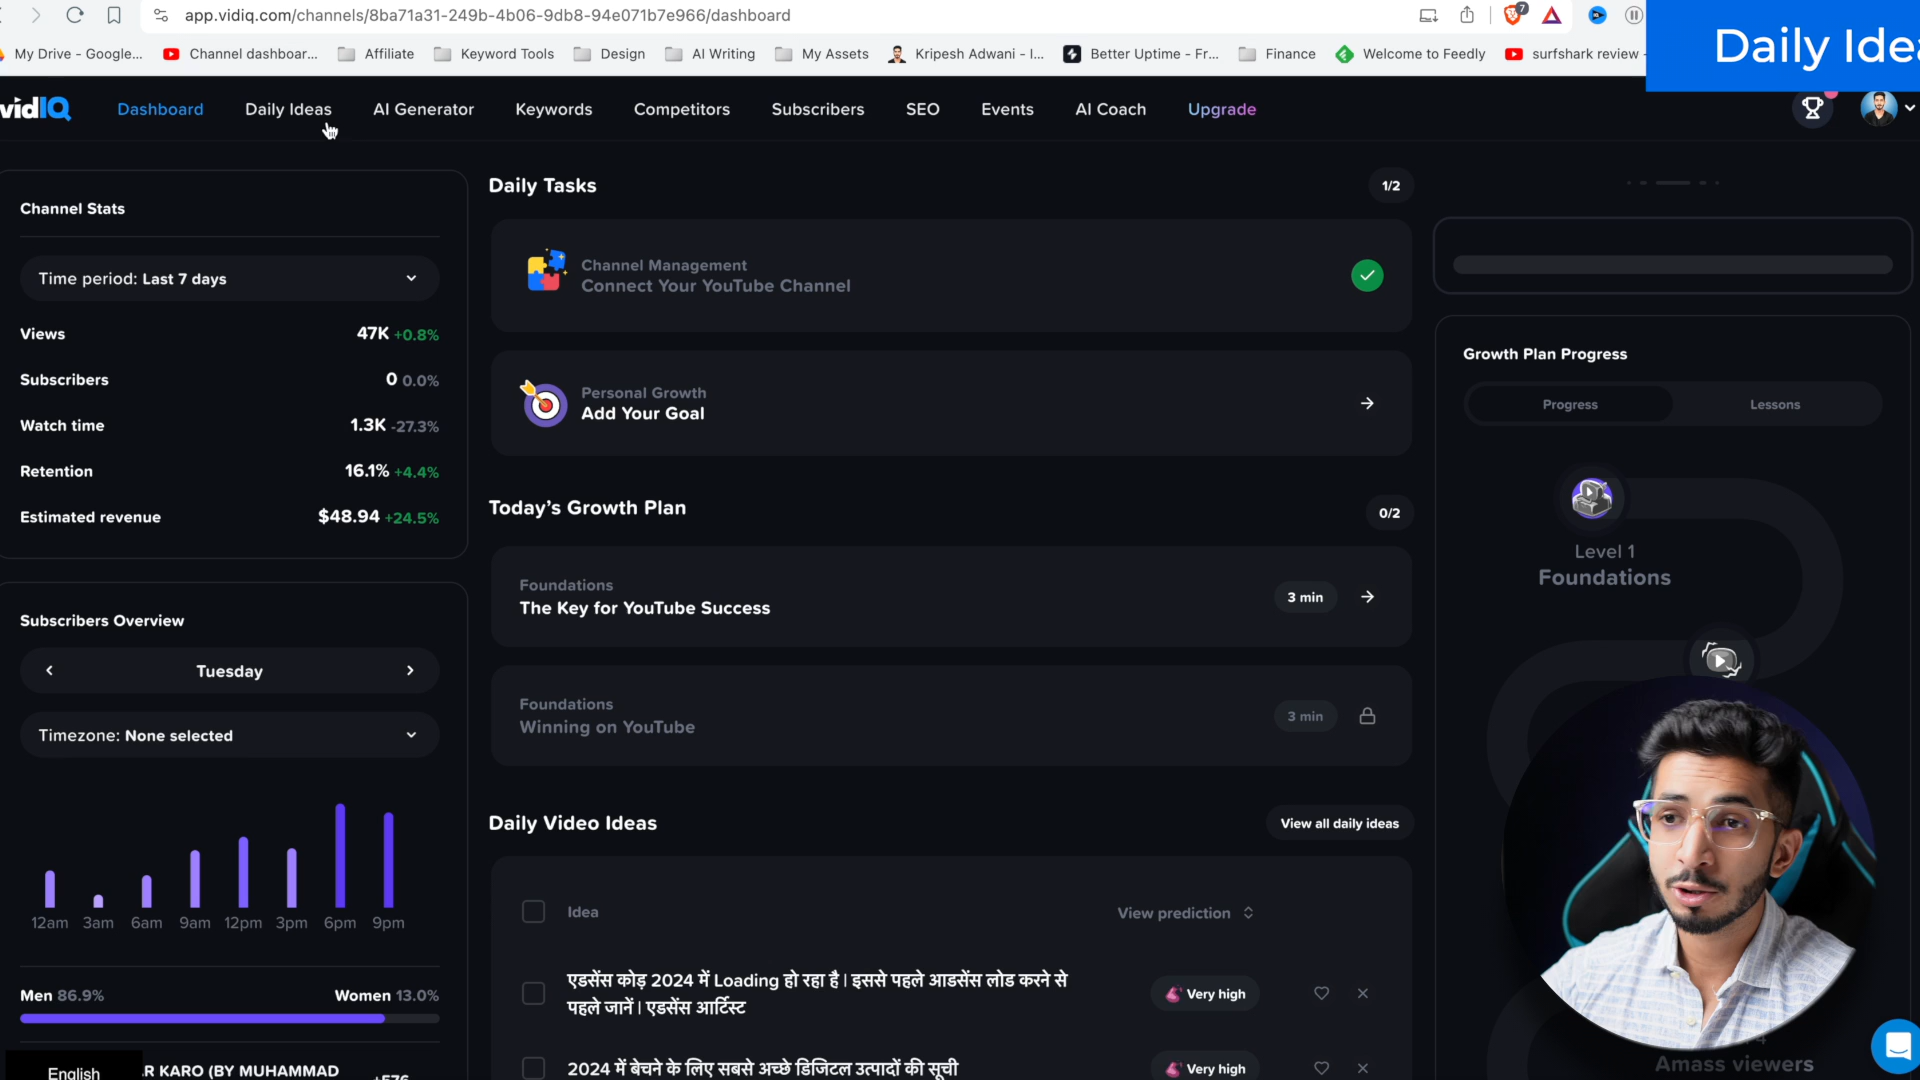 app.vidiq.com/channels/8ba71a31-249b-4b06-9db8-94e071b7e966/dashboard
7
My Drive - Google...
Channel dashboar...
Affiliate
Keyword Tools
Design
AI Writing
My Assets
Kripesh Adwani - I...
Better Uptime - Fr...
Finance
Welcome to Feedly
surfshark review -
Daily Idea
vidIQ
Dashboard
Daily Ideas
AI Generator
Keywords
Competitors
Subscribers
SEO
Events
AI Coach
Upgrade
Channel Stats
Time period: Last 7 days
Views 47K +0.8%
Subscribers 0 0.0%
Watch time 1.3K -27.3%
Retention 16.1% +4.4%
Estimated revenue $48.94 +24.5%
Subscribers Overview
Tuesday
Timezone: None selected
12am 3am 6am 9am 12pm 3pm 6pm 9pm
Men 86.9% Women 13.0%
English
R KARO (BY MUHAMMAD
+576
Daily Tasks
1/2
Channel Management
Connect Your YouTube Channel
Personal Growth
Add Your Goal
Today's Growth Plan
0/2
Foundations
The Key for YouTube Success
3 min
Foundations
Winning on YouTube
3 min
Daily Video Ideas
View all daily ideas
Idea
View prediction
एडसेंस कोड़ 2024 में Loading हो रहा है | इससे पहले आडसेंस लोड करने से
पहले जानें | एडसेंस आर्टिस्ट
Very high
2024 में बेचने के लिए सबसे अच्छे डिजिटल उत्पादों की सूची
Very high
Growth Plan Progress
Progress
Lessons
Level 1
Foundations
Amass viewers